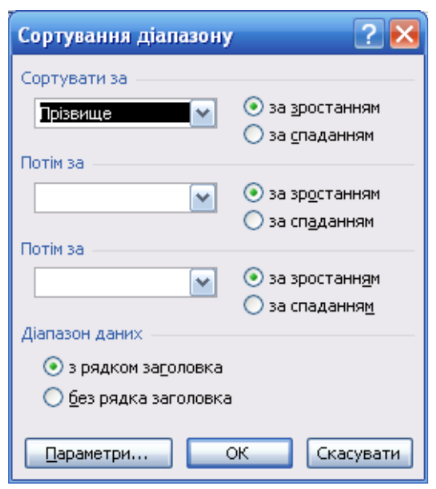 Сортування діапазону
Сортувати за
Прізвище
за зростанням
за спаданням
Потім за
за зростанням
за спаданням
Потім за
за зростанням
за спаданням
Діапазон даних
з рядком заголовка
без рядка заголовка
Параметри... ОК Скасувати